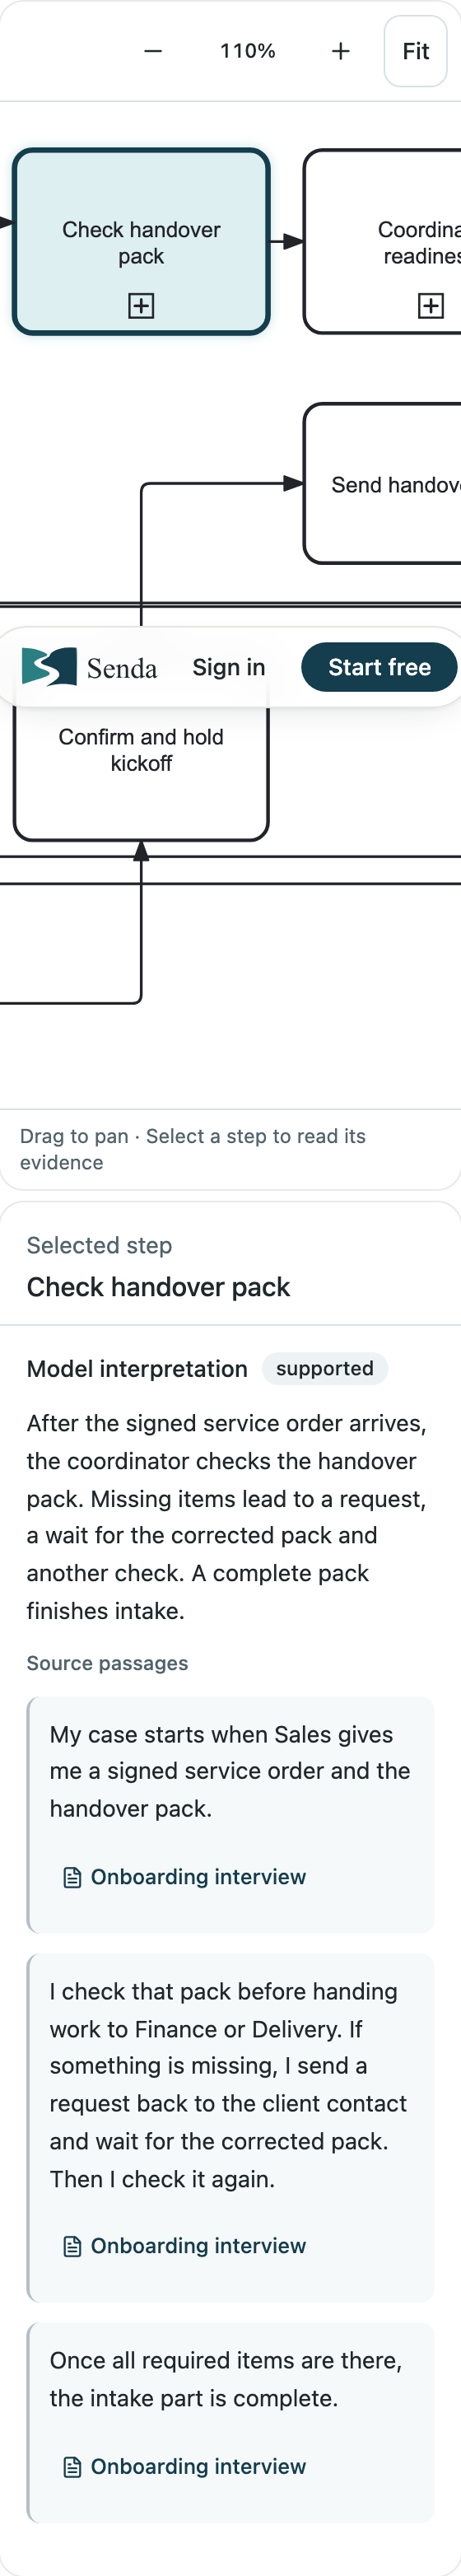 110%
Fit
Check handover
pack
Coordina
readines
Send handov
Senda
Sign in
Start free
Confirm and hold
kickoff
Drag to pan · Select a step to read its
evidence
Selected step
Check handover pack
Model interpretation
supported
After the signed service order arrives,
the coordinator checks the handover
pack. Missing items lead to a request,
a wait for the corrected pack and
another check. A complete pack
finishes intake.
Source passages
My case starts when Sales gives
me a signed service order and the
handover pack.
Onboarding interview
I check that pack before handing
work to Finance or Delivery. If
something is missing, I send a
request back to the client contact
and wait for the corrected pack.
Then I check it again.
Onboarding interview
Once all required items are there,
the intake part is complete.
Onboarding interview